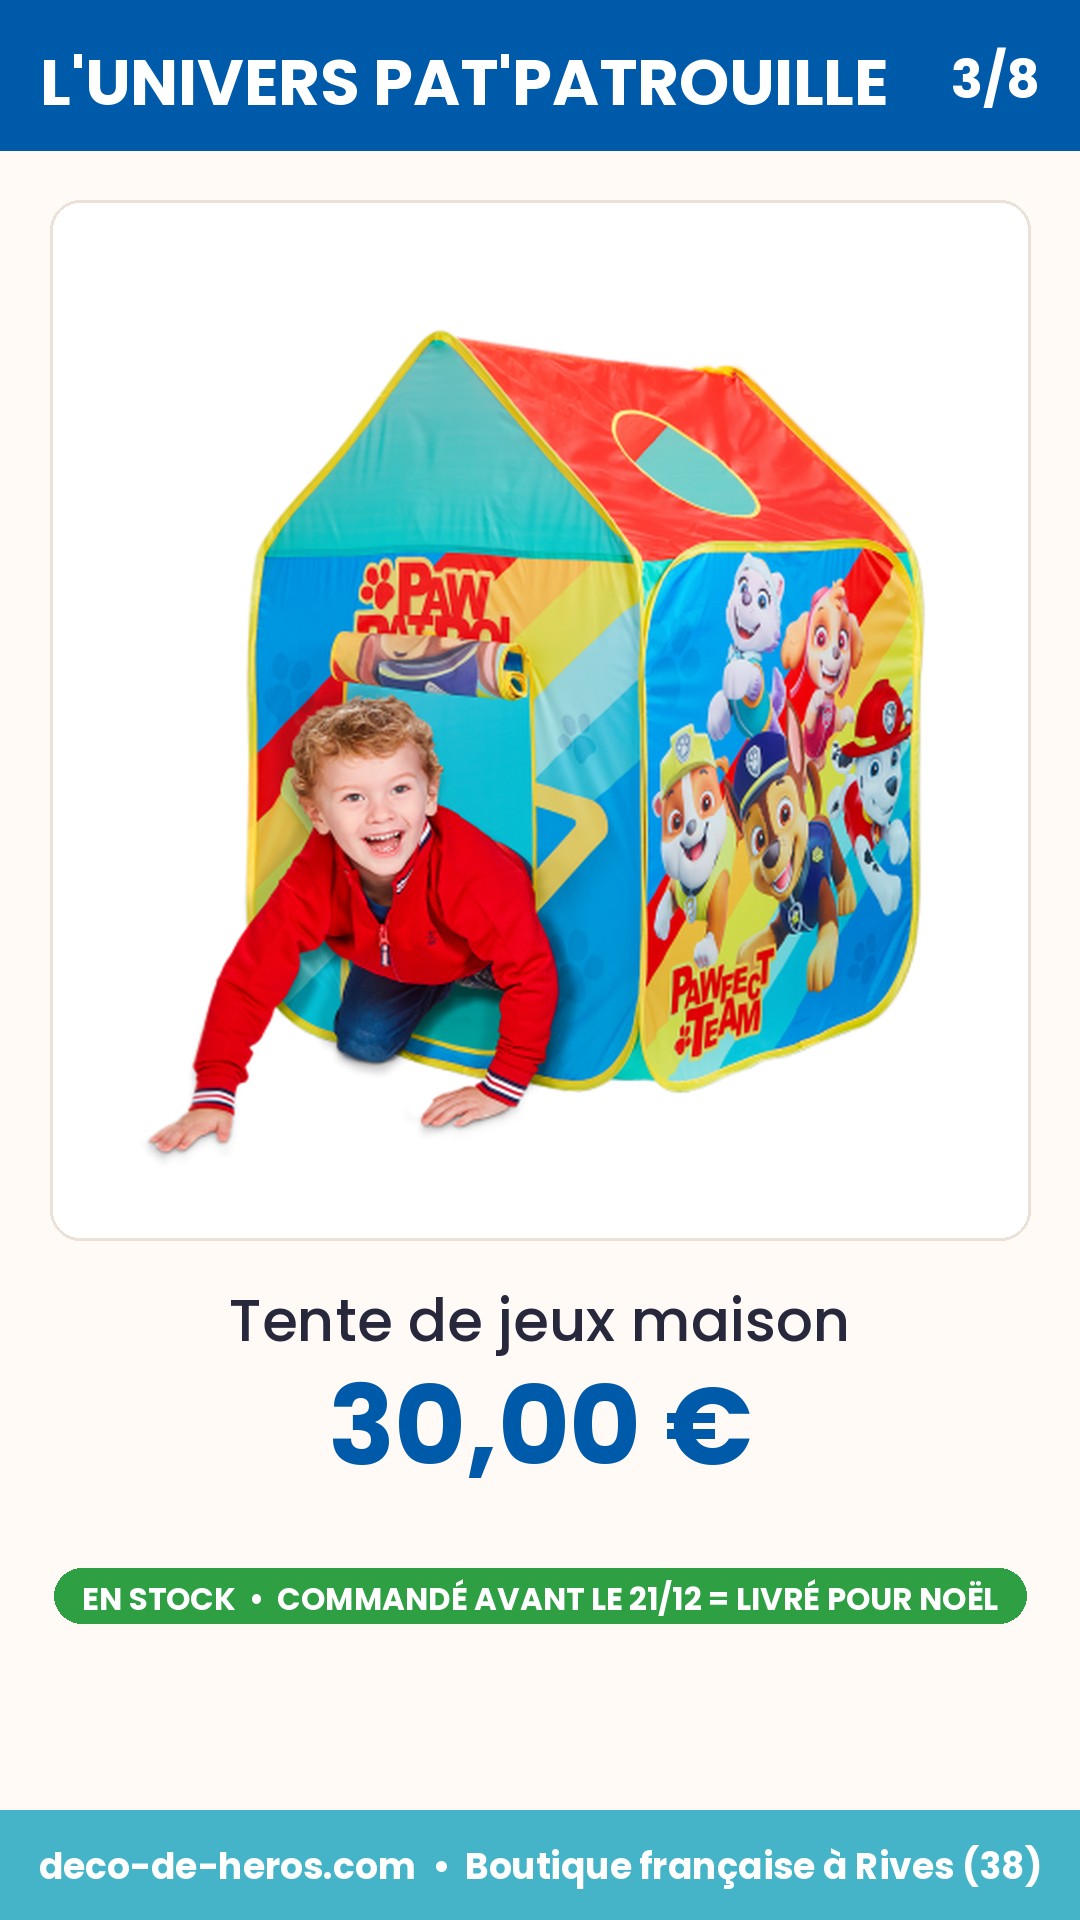 L'UNIVERS PAT'PATROUILLE 3/8
PAW
PATROL
PAWFECT
TEAM
Tente de jeux maison
30,00 €
EN STOCK • COMMANDÉ AVANT LE 21/12 = LIVRÉ POUR NOËL
deco-de-heros.com • Boutique française à Rives (38)